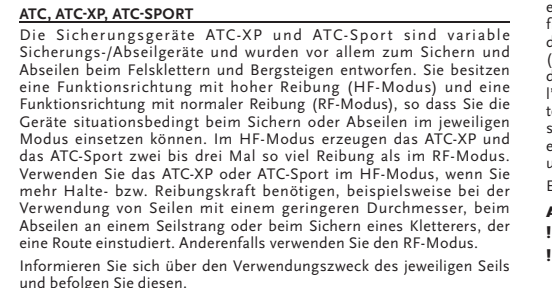 ATC, ATC-XP, ATC-SPORT
Die Sicherungsgeräte ATC-XP und ATC-Sport sind variable
Sicherungs-/Abseilgeräte und wurden vor allem zum Sichern und
Abseilen beim Felsklettern und Bergsteigen entworfen. Sie besitzen
eine Funktionsrichtung mit hoher Reibung (HF-Modus) und eine
Funktionsrichtung mit normaler Reibung (RF-Modus), so dass Sie die
Geräte situationsbedingt beim Sichern oder Abseilen im jeweiligen
Modus einsetzen können. Im HF-Modus erzeugen das ATC-XP und
das ATC-Sport zwei bis drei Mal so viel Reibung als im RF-Modus.
Verwenden Sie das ATC-XP oder ATC-Sport im HF-Modus, wenn Sie
mehr Halte- bzw. Reibungskraft benötigen, beispielsweise bei der
Verwendung von Seilen mit einem geringeren Durchmesser, beim
Abseilen an einem Seilstrang oder beim Sichern eines Kletterers, der
eine Route einstudiert. Anderenfalls verwenden Sie den RF-Modus.
Informieren Sie sich über den Verwendungszweck des jeweiligen Seils
und befolgen Sie diesen.